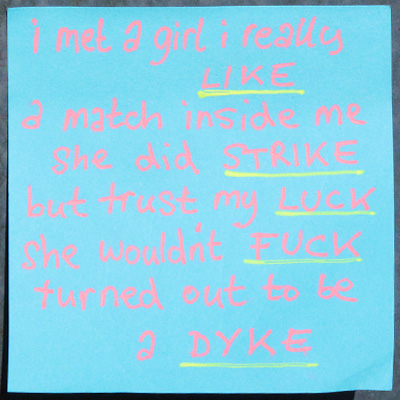 i met a girl i really
LIKE
a match inside me
she did STRIKE
but trust my LUCK
she wouldn't FUCK
turned out to be
a DYKE